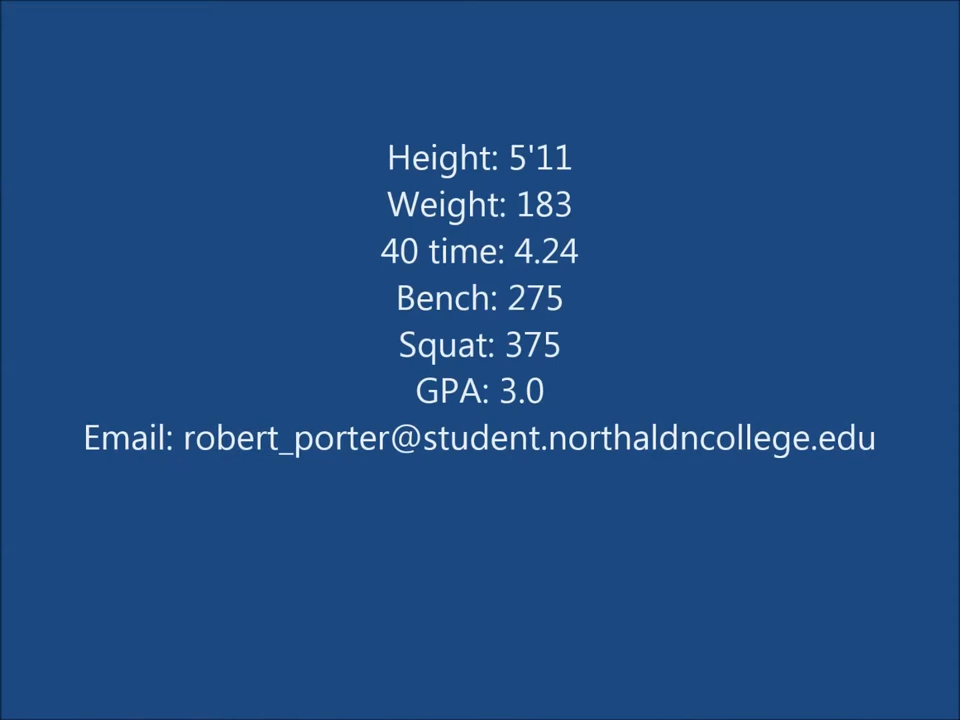 Height: 5'11
Weight: 183
40 time: 4.24
Bench: 275
Squat: 375
GPA: 3.0
Email: robert_porter@student.northaldncollege.edu